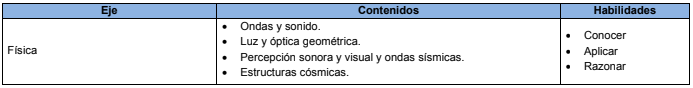 Eje Contenidos Habilidades
Física
• Ondas y sonido.
• Luz y óptica geométrica.
• Percepción sonora y visual y ondas sísmicas.
• Estructuras cósmicas.
• Conocer
• Aplicar
• Razonar